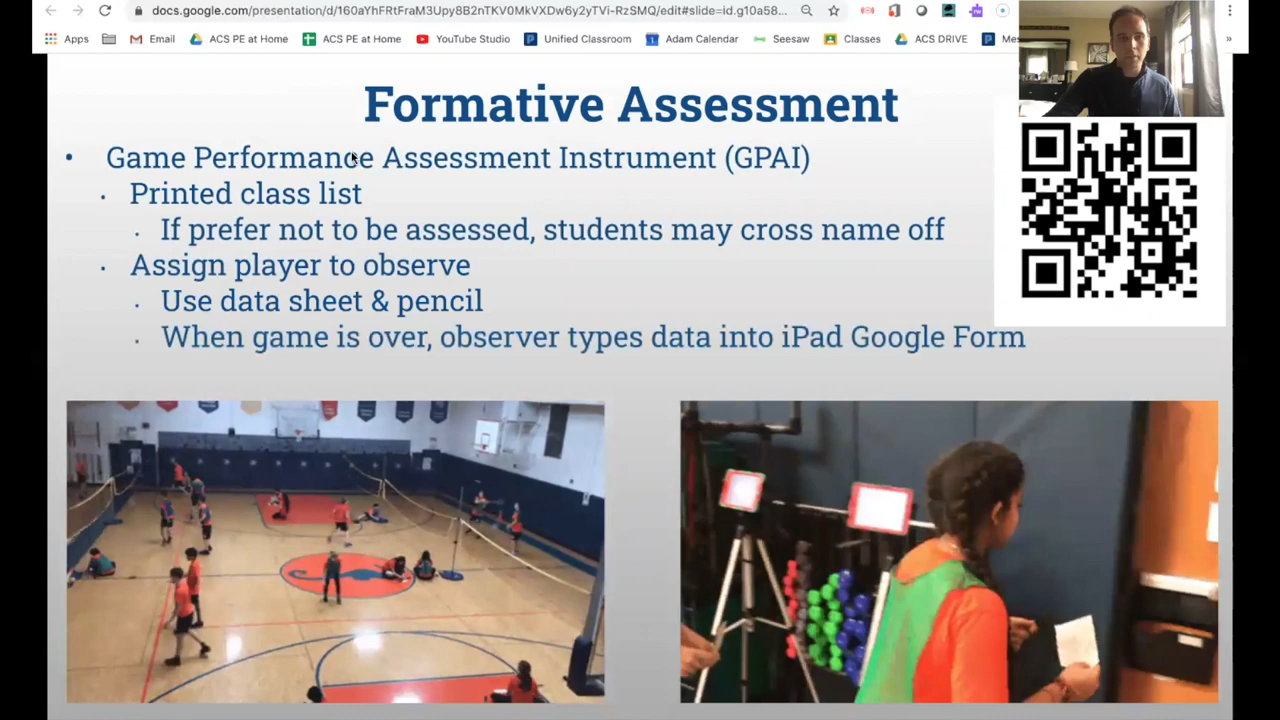 docs.google.com/presentation/d/160aYhFRtFraM3Upy8B2nTKV0MkVXDw6y2yTVi-RzSMQ/edit#slide=id.g10a58...
Apps Email ACS PE at Home ACS PE at Home YouTube Studio Unified Classroom Adam Calendar Seesaw Classes ACS DRIVE
Formative Assessment
• Game Performance Assessment Instrument (GPAI)
· Printed class list
· If prefer not to be assessed, students may cross name off
· Assign player to observe
· Use data sheet & pencil
· When game is over, observer types data into iPad Google Form